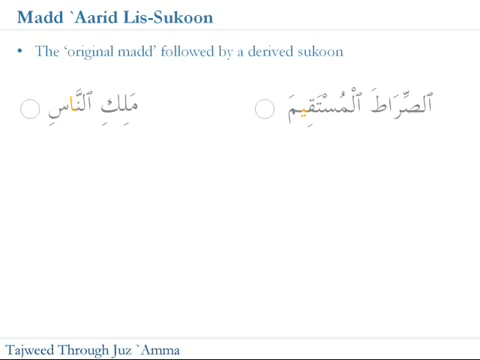 Madd `Aarid Lis-Sukoon
• The ‘original madd’ followed by a derived sukoon
مَلِكِ ٱلنَّاسِ
ٱلصِّرَاطَ ٱلْمُسْتَقِيمَ
Tajweed Through Juz `Amma